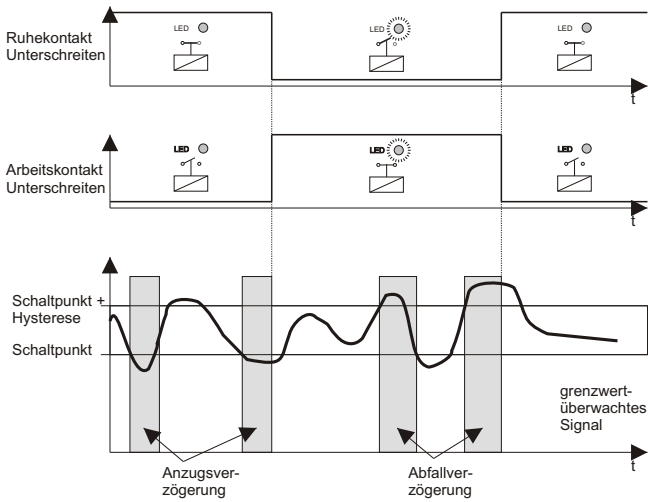 Ruhekontakt
Unterschreiten
LED
LED
LED
t
Arbeitskontakt
Unterschreiten
LED
LED
LED
t
Schaltpunkt +
Hysterese
Schaltpunkt
grenzwert-
überwachtes
Signal
t
Anzugsver-
zögerung
Abfallver-
zögerung